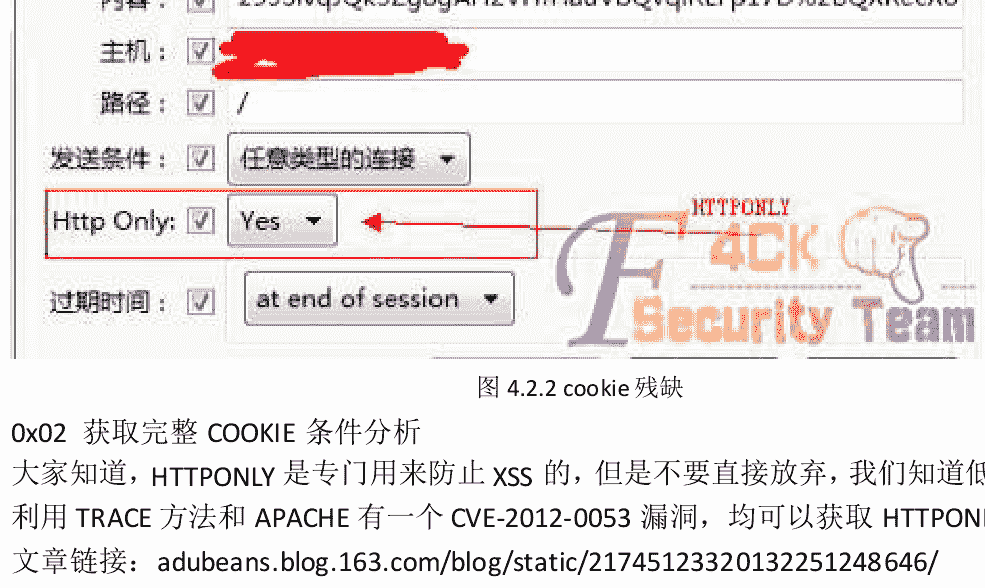 主机：
路径： /
发送条件： 任意类型的连接
HTTPONLY
Http Only: Yes
4CK
过期时间： at end of session
F Security Team
图 4.2.2 cookie 残缺
0x02 获取完整 COOKIE 条件分析
大家知道，HTTPONLY 是专门用来防止 XSS 的，但是不要直接放弃，我们知道
利用 TRACE 方法和 APACHE 有一个 CVE-2012-0053 漏洞，均可以获取
文章链接：adubeans.blog.163.com/blog/static/21745123320132251248646/